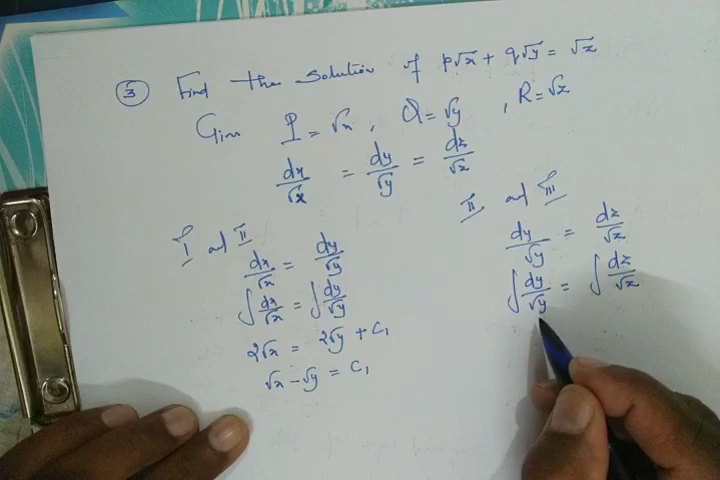 ③ Find the solution of p√x + q√y = √z
Given P = √x, Q = √y, R = √z
dx/√x = dy/√y = dz/√z
I and II
dx/√x = dy/√y
∫dx/√x = ∫dy/√y
2√x = 2√y + C₁
√x - √y = C₁
II and III
dy/√y = dz/√z
∫dy/√y = ∫dz/√z